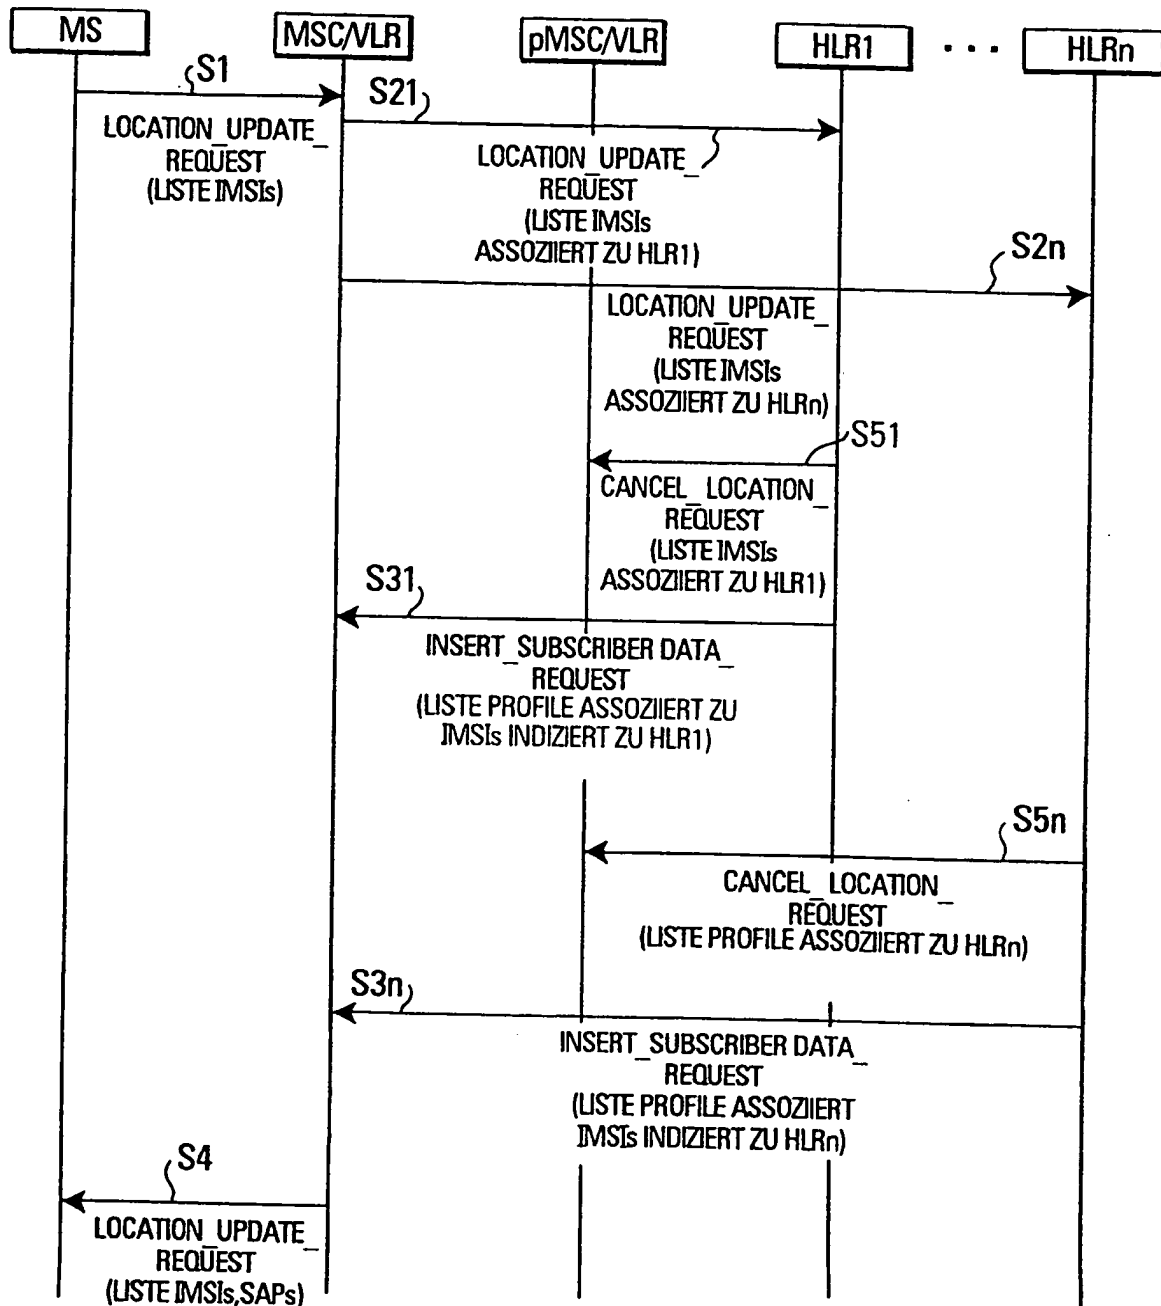 MS
MSC/VLR
pMSC/VLR
HLR1
...
HLRn
S1
LOCATION_UPDATE_
REQUEST
(LISTE IMSIs)
S21
LOCATION_UPDATE_
REQUEST
(LISTE IMSIs
ASSOZIIERT ZU HLR1)
S2n
LOCATION_UPDATE_
REQUEST
(LISTE IMSIs
ASSOZIIERT ZU HLRn)
S51
CANCEL_LOCATION_
REQUEST
(LISTE IMSIs
ASSOZIIERT ZU HLR1)
S31
INSERT_SUBSCRIBER DATA_
REQUEST
(LISTE PROFILE ASSOZIIERT ZU
IMSIs INDIZIERT ZU HLR1)
S5n
CANCEL_LOCATION_
REQUEST
(LISTE PROFILE ASSOZIIERT ZU HLRn)
S3n
INSERT_SUBSCRIBER DATA_
REQUEST
(LISTE PROFILE ASSOZIIERT
IMSIs INDIZIERT ZU HLRn)
S4
LOCATION_UPDATE_
REQUEST
(LISTE IMSIs,SAPs)